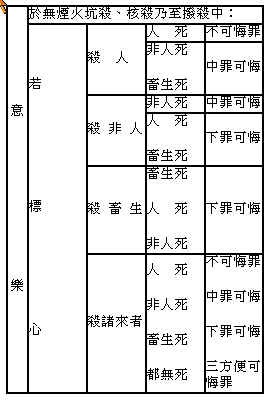 於無煙火坑殺、核殺乃至撥殺中：
意樂
若標心
殺人
人死 不可悔罪
非人死
畜生死
中罪可悔
殺非人
非人死 中罪可悔
人死
畜生死
下罪可悔
殺畜生
畜生死
人死
非人死
下罪可悔
殺諸來者
人死 不可悔罪
非人死 中罪可悔
畜生死 下罪可悔
都無死 三方便可
悔罪